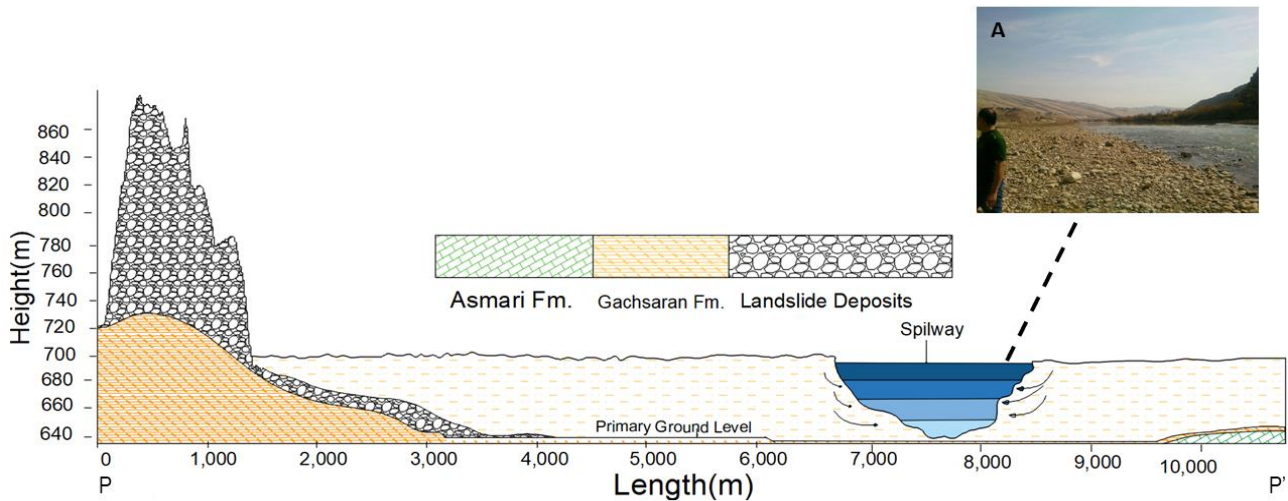 A
860
840
820
800
780
760
740
720
700
680
660
640
Height(m)
Asmari Fm.
Gachsaran Fm.
Landslide Deposits
Spilway
Primary Ground Level
0
1,000
2,000
3,000
4,000
5,000
6,000
7,000
8,000
9,000
10,000
P
Length(m)
P'